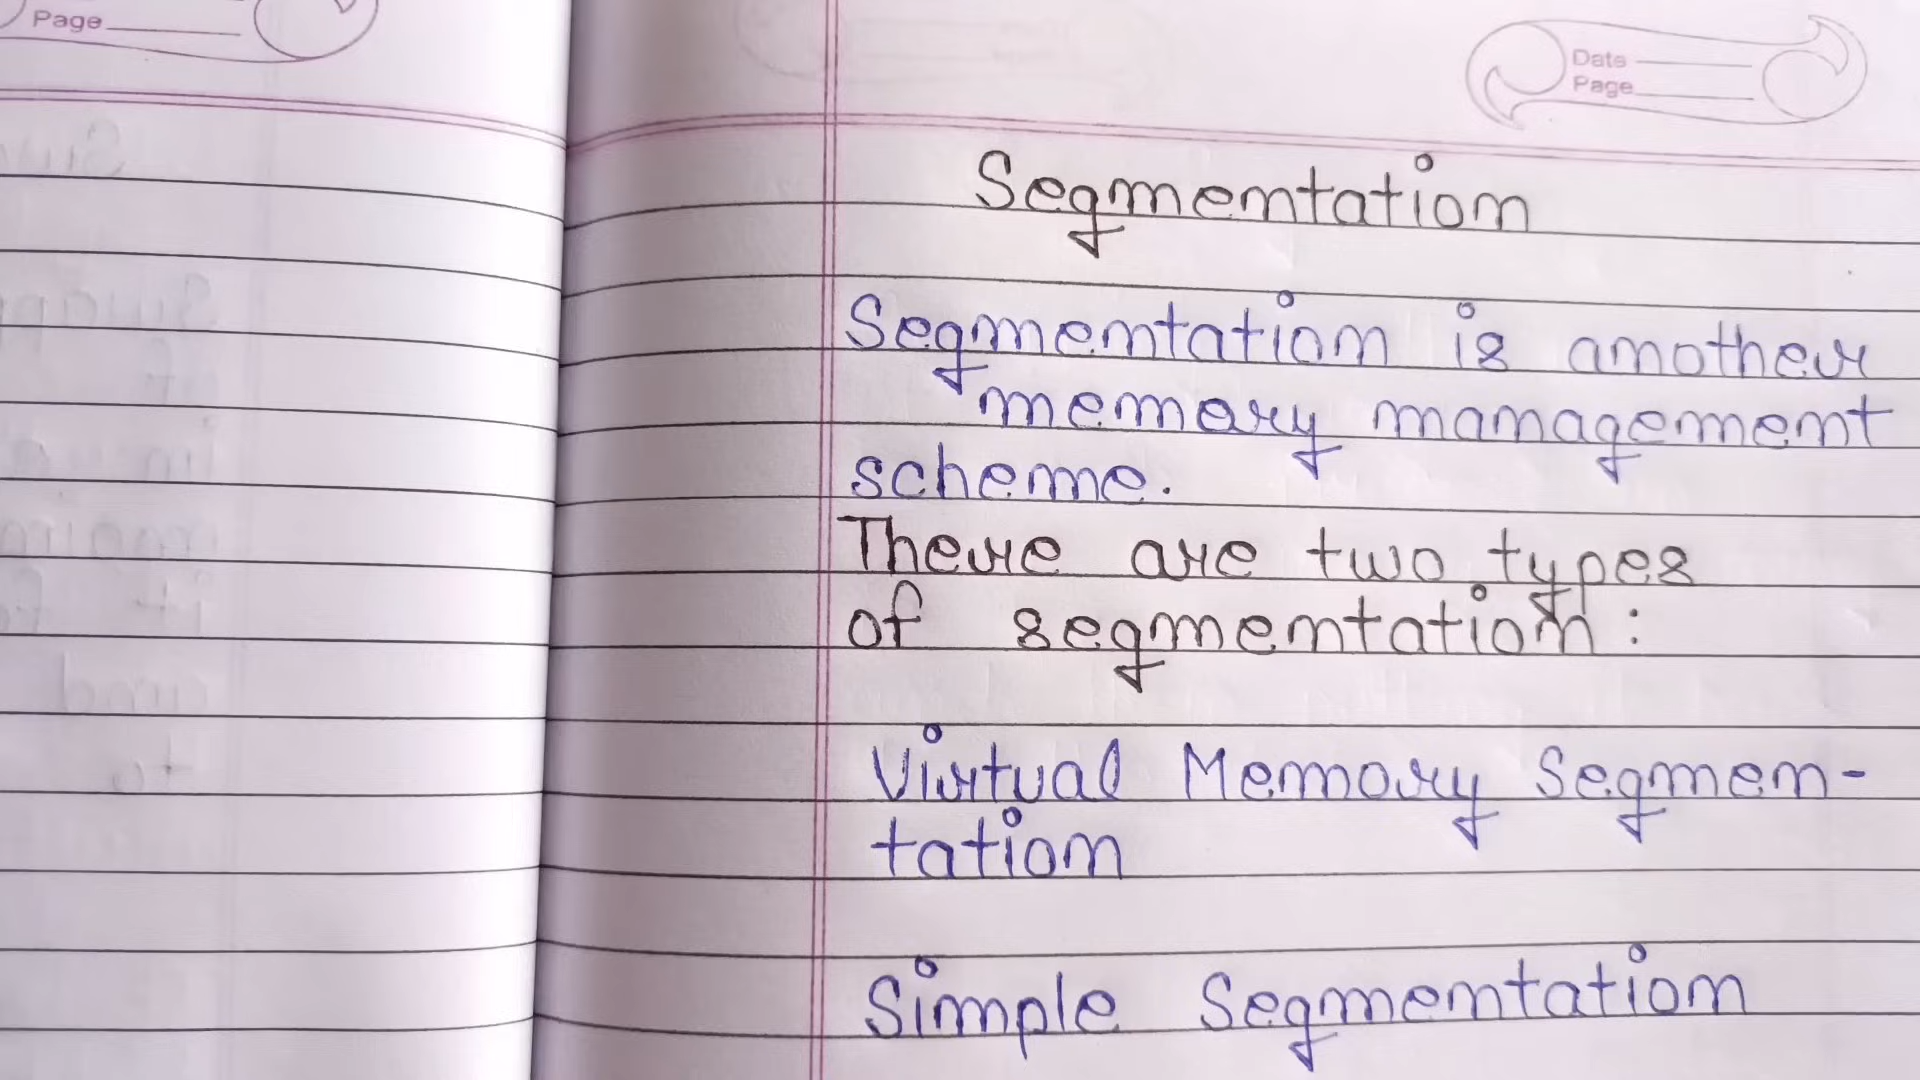 Page
Date
Page
Segmentation
Segmentation is another
memory management
scheme.
There are two types
of segmentation:
Virtual Memory Segmen-
tation
Simple Segmentation